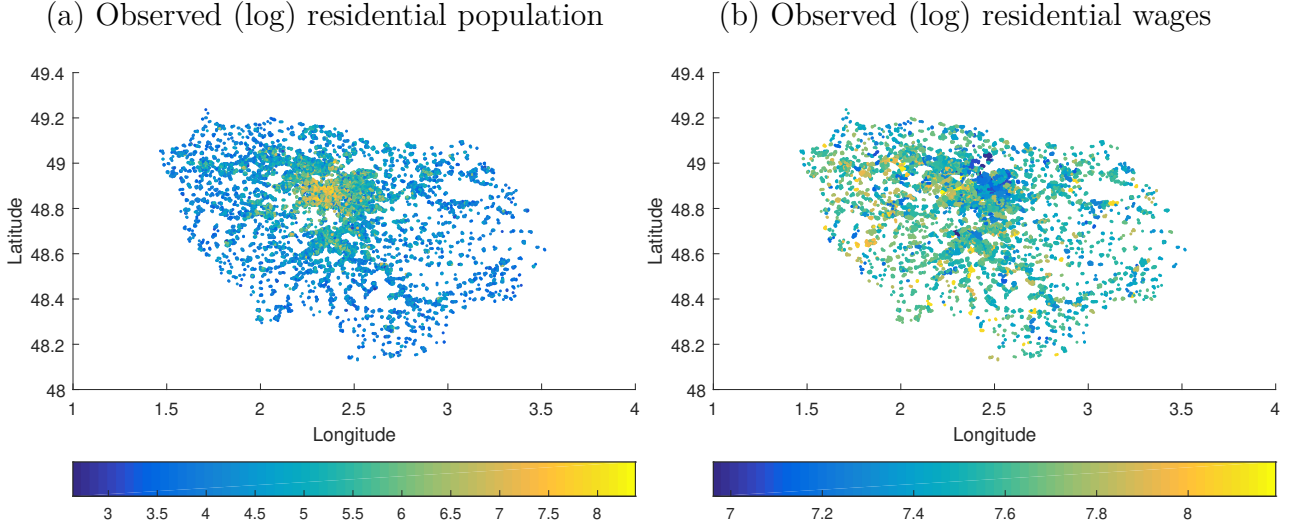 (a) Observed (log) residential population
49.4
49.2
49
48.8
48.6
48.4
48.2
48
Latitude
1 1.5 2 2.5 3 3.5 4
Longitude
3 3.5 4 4.5 5 5.5 6 6.5 7 7.5 8
(b) Observed (log) residential wages
49.4
49.2
49
48.8
48.6
48.4
48.2
48
Latitude
1 1.5 2 2.5 3 3.5 4
Longitude
7 7.2 7.4 7.6 7.8 8